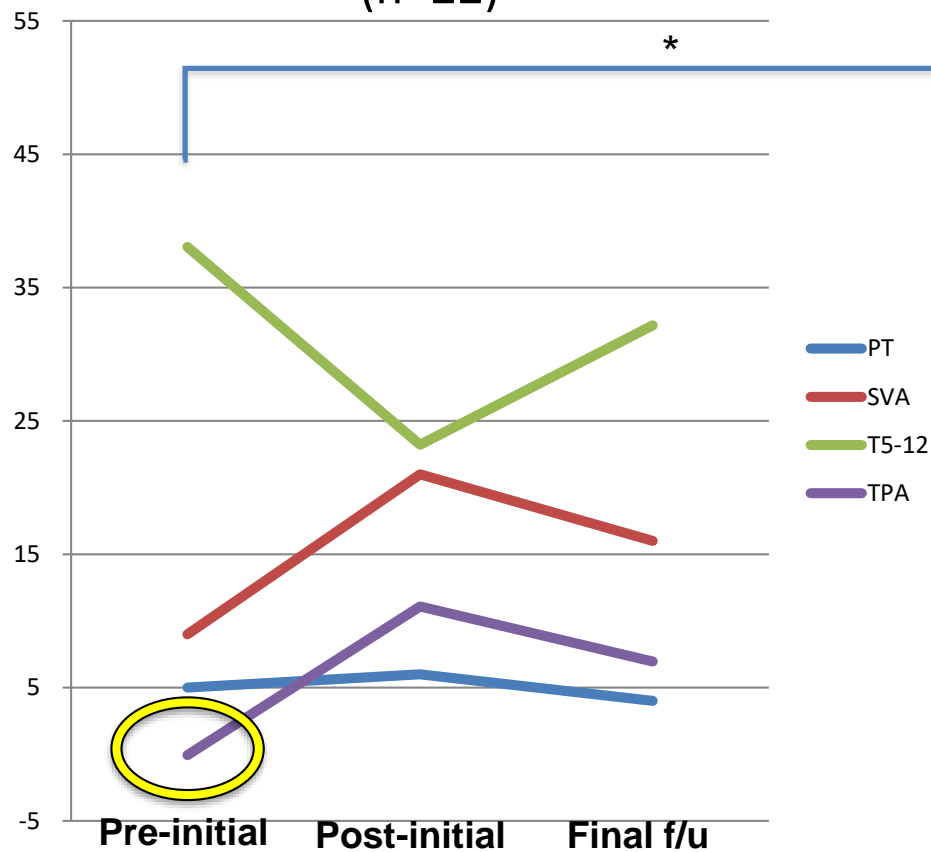 55
*
45
35
25
15
5
-5
Pre-initial
Post-initial
Final f/u
PT
SVA
T5-12
TPA